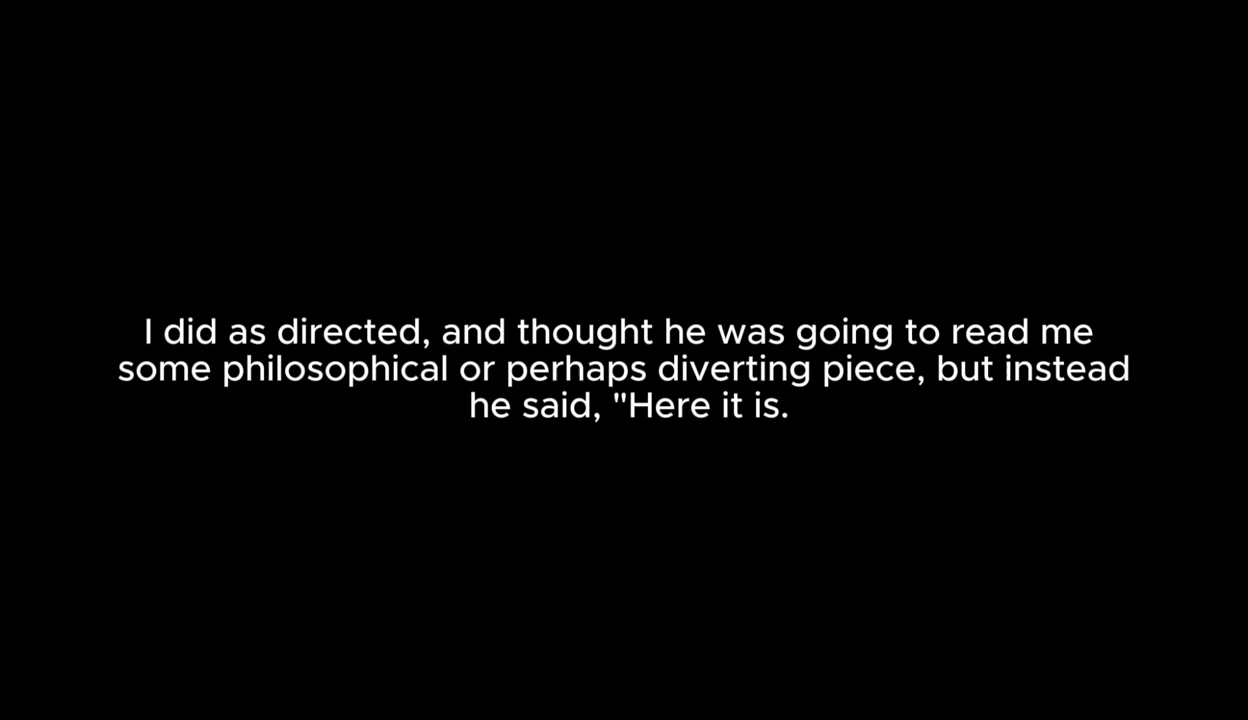 I did as directed, and thought he was going to read me
some philosophical or perhaps diverting piece, but instead
he said, "Here it is.